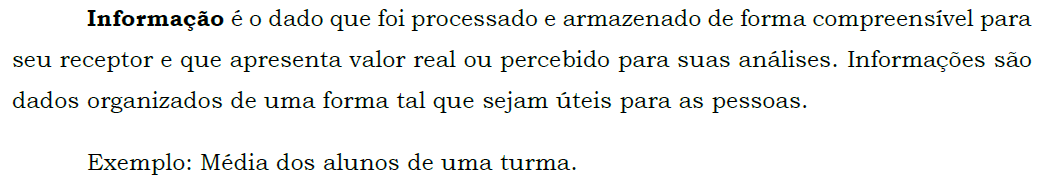 Informação é o dado que foi processado e armazenado de forma compreensível para
seu receptor e que apresenta valor real ou percebido para suas análises. Informações são
dados organizados de uma forma tal que sejam úteis para as pessoas.
Exemplo: Média dos alunos de uma turma.